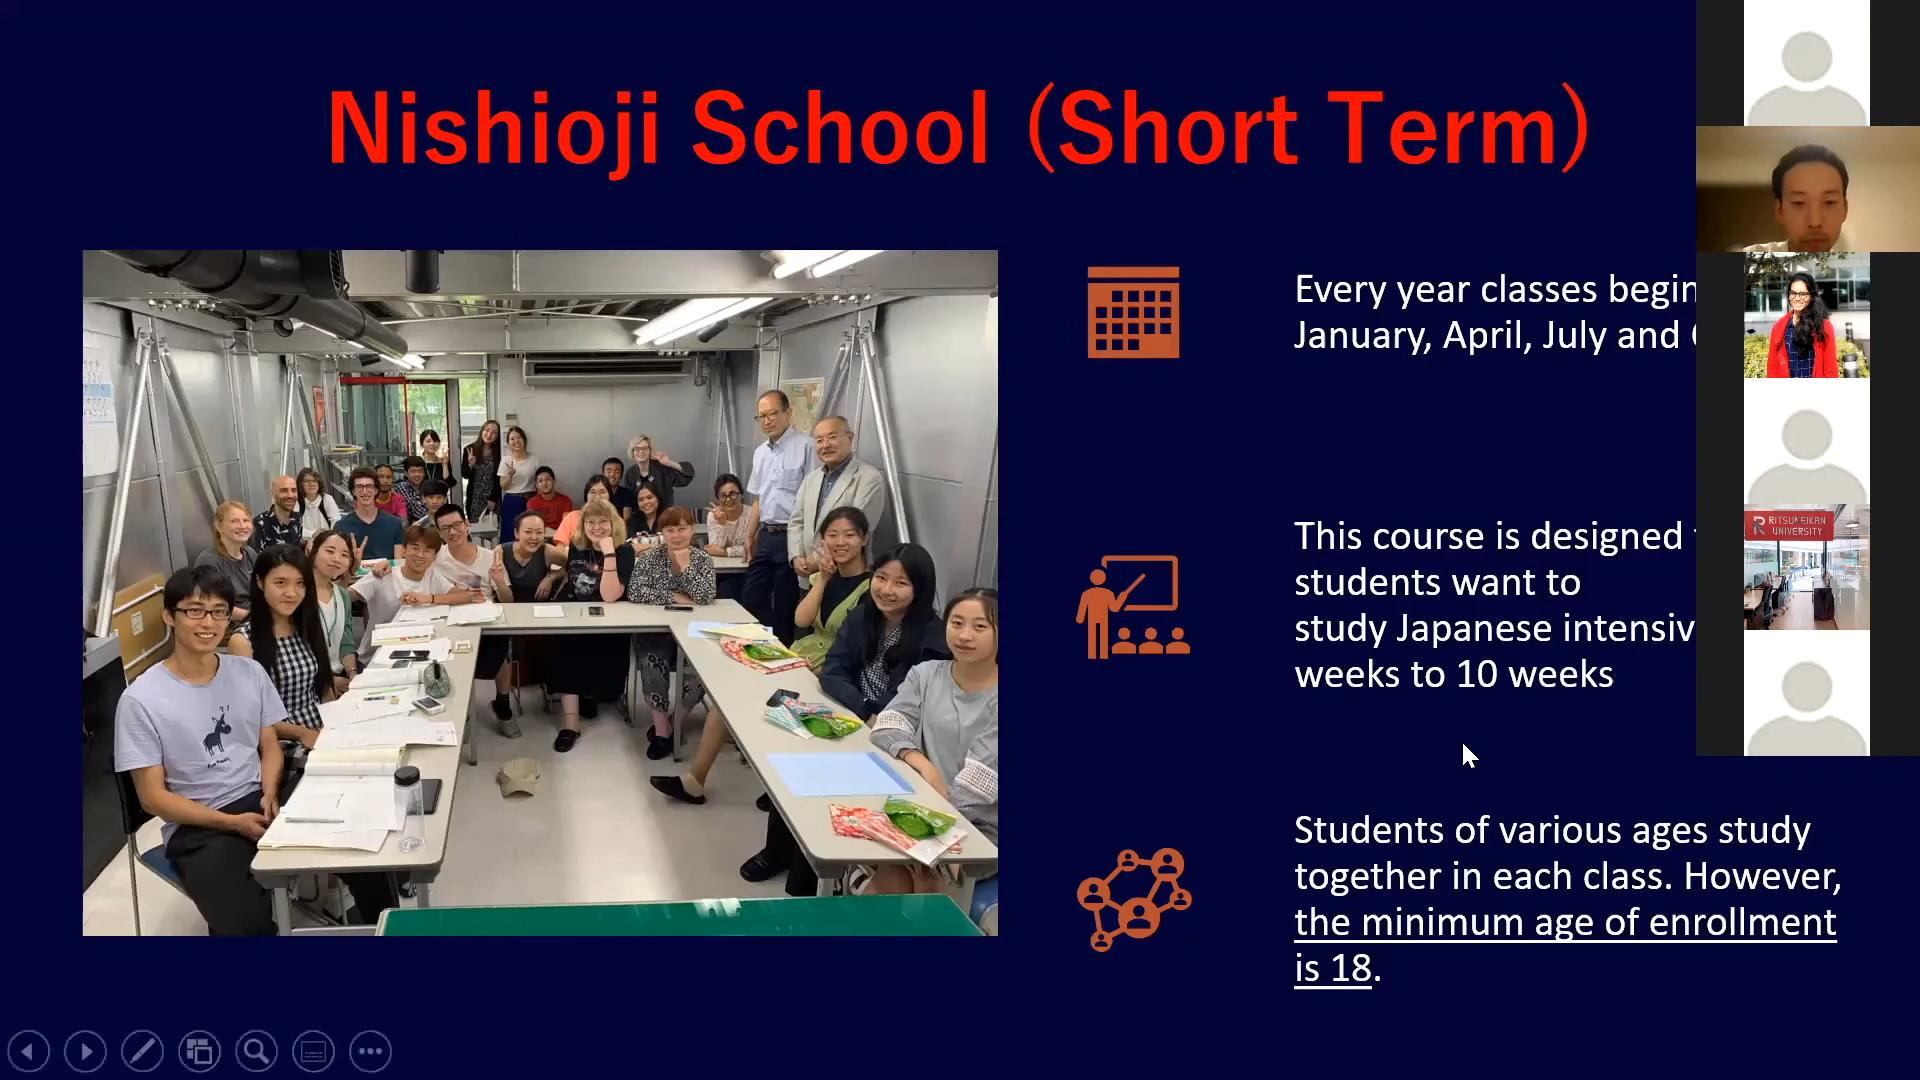 Nishioji School (Short Term)
Every year classes begin
January, April, July and
This course is designed
students want to
study Japanese intensiv
weeks to 10 weeks
Students of various ages study
together in each class. However,
the minimum age of enrollment
is 18.
RITSUMEIKAN
UNIVERSITY